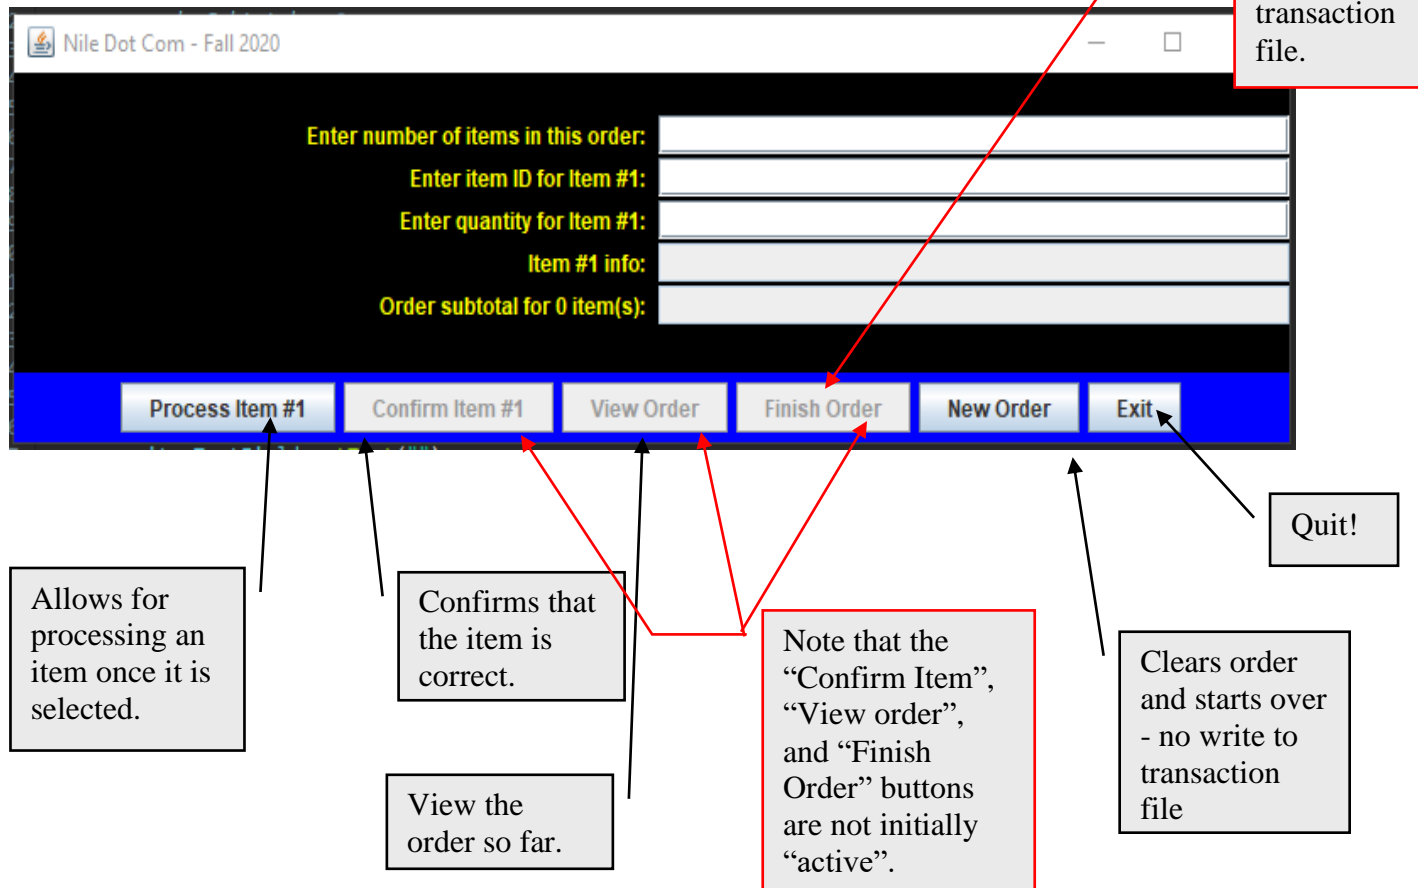 transaction
file.
Nile Dot Com - Fall 2020
Enter number of items in this order:
Enter item ID for Item #1:
Enter quantity for Item #1:
Item #1 info:
Order subtotal for 0 item(s):
Process Item #1
Confirm Item #1
View Order
Finish Order
New Order
Exit
Quit!
Allows for
processing an
item once it is
selected.
Confirms that
the item is
correct.
View the
order so far.
Note that the
“Confirm Item”,
“View order”,
and “Finish
Order” buttons
are not initially
“active”.
Clears order
and starts over
- no write to
transaction
file